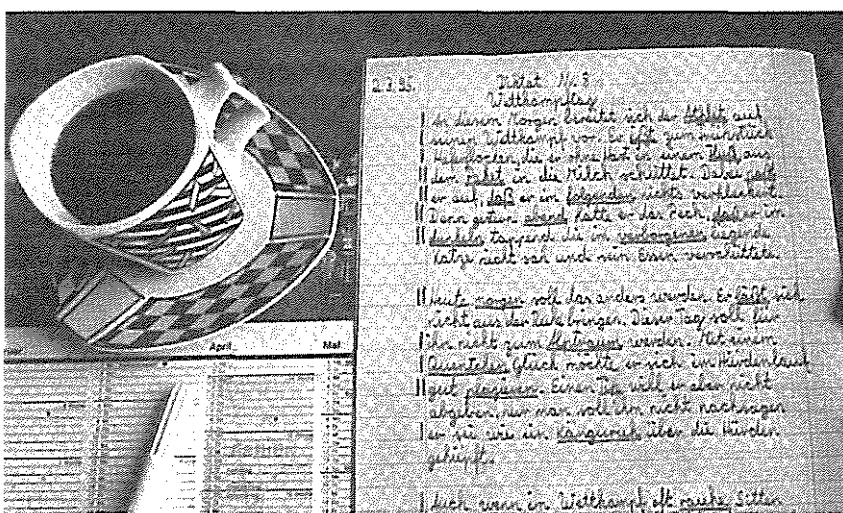 Diktat Nr. 3
Wettkampftag
An diesem Morgen bereitet sich der Athlet auf
seinen Wettkampf vor. Er ißt zum Frühstück
Haferflocken, die er ohne Hast in einem Fluß aus
dem Paket in die Milch schüttet. Dabei paßt
er auf, daß er im folgenden nichts verkleckert.
Denn gestern abend hatte er das Pech, daß er im
dunkeln tappend die im verborgenen liegende
Katze nicht sah und sein Essen verschüttete.
Heute morgen soll das anders werden. Er läßt sich
nicht aus der Ruhe bringen. Dieser Tag soll für
ihn nicht zum Alptraum werden. Mit einem
Quentchen Glück möchte er sich im Hürdenlauf
gut plazieren. Einen Tip will er aber nicht
abgeben, nur man soll ihm nicht nachsagen
er sei wie ein Känguruh über die Hürden
gehüpft.
Auch wenn im Wettkampf oft rauhe Sitten
April
Mai